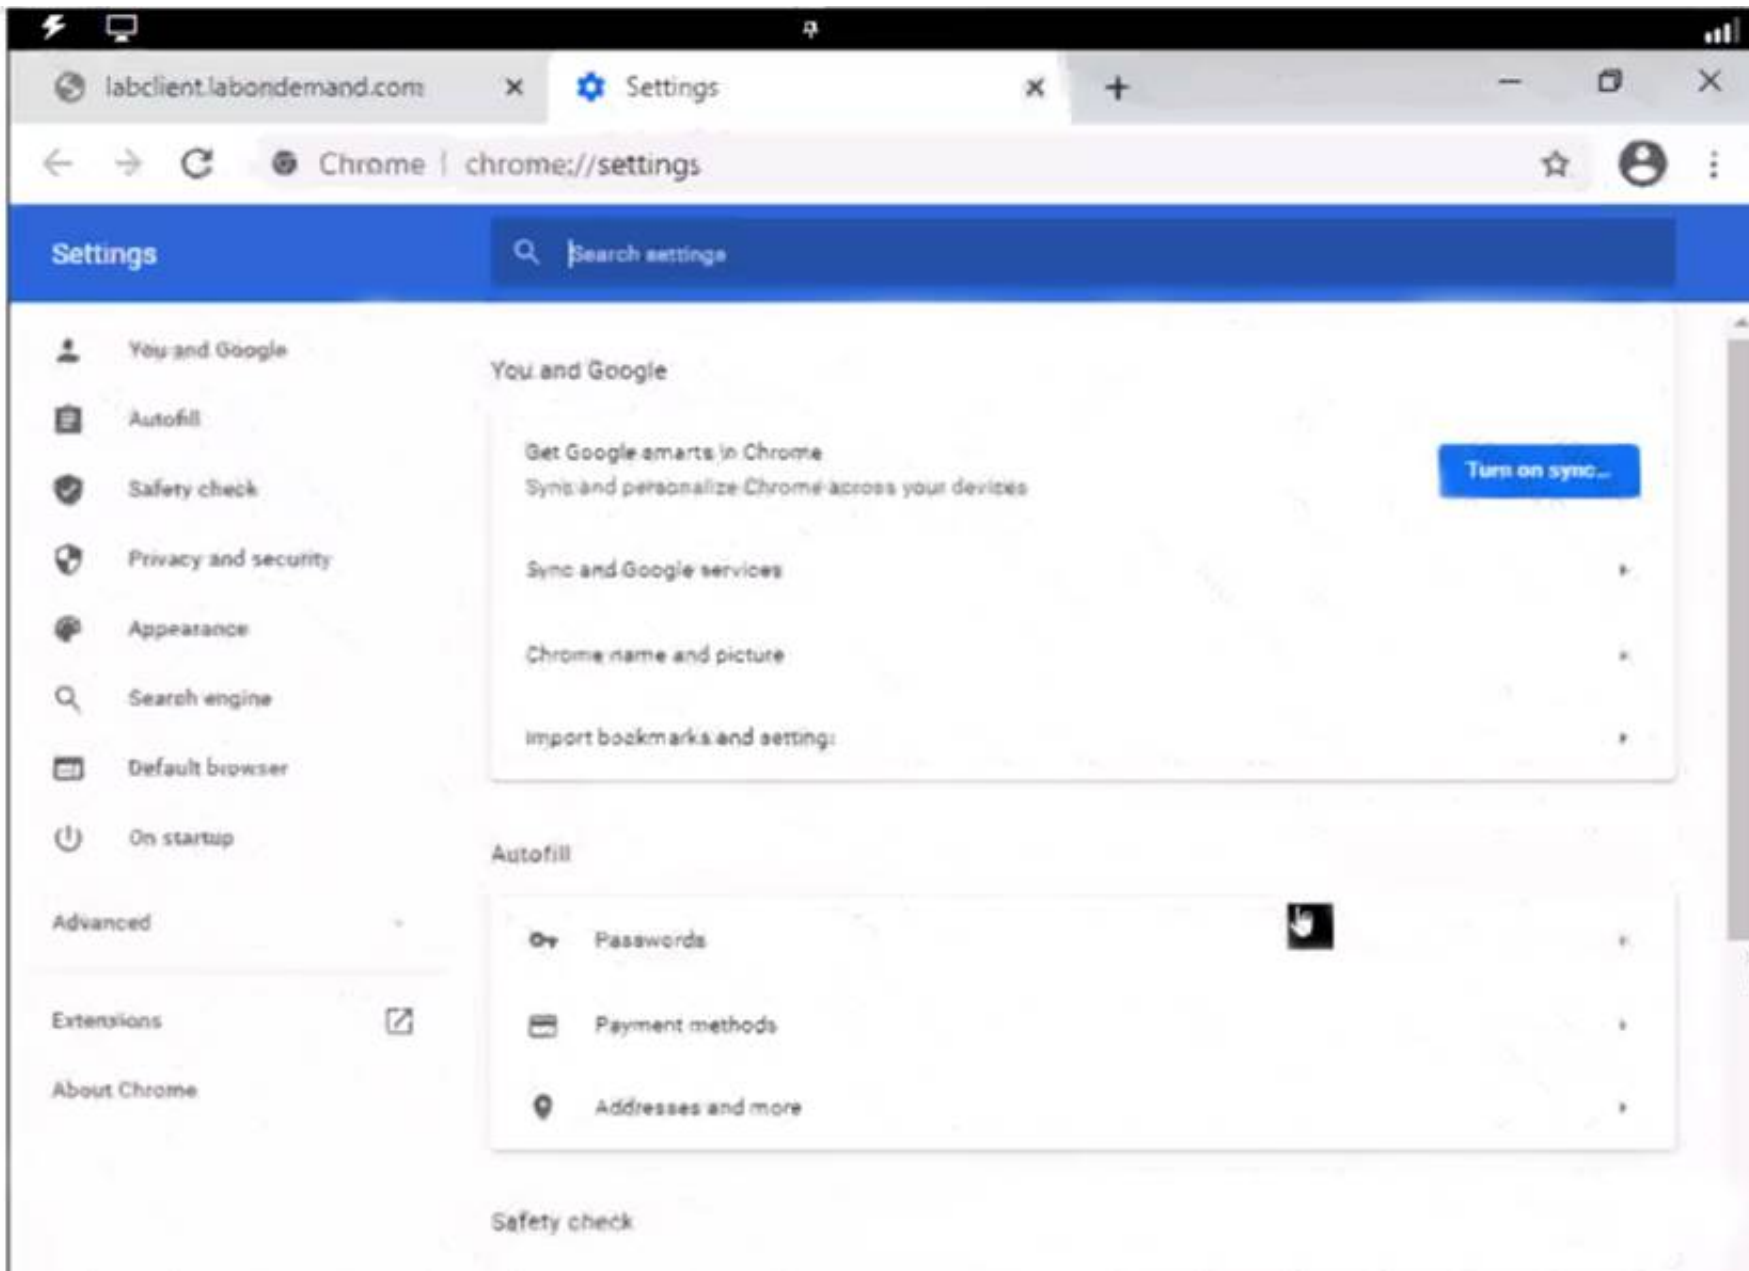 labclient.labondemand.com
Settings
Chrome | chrome://settings
Settings
Search settings
You and Google
Autofill
Safety check
Privacy and security
Appearance
Search engine
Default browser
On startup
Advanced
Extensions
About Chrome
You and Google
Get Google smarts in Chrome
Sync and personalize Chrome across your devices
Turn on sync...
Sync and Google services
Chrome name and picture
Import bookmarks and settings
Autofill
Passwords
Payment methods
Addresses and more
Safety check